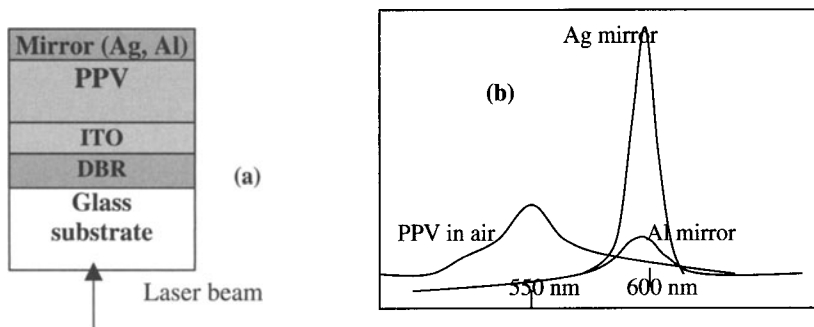 Mirror (Ag, Al)
PPV
ITO
DBR
Glass
substrate
(a)
Laser beam
Ag mirror
(b)
PPV in air
Al mirror
550 nm
600 nm